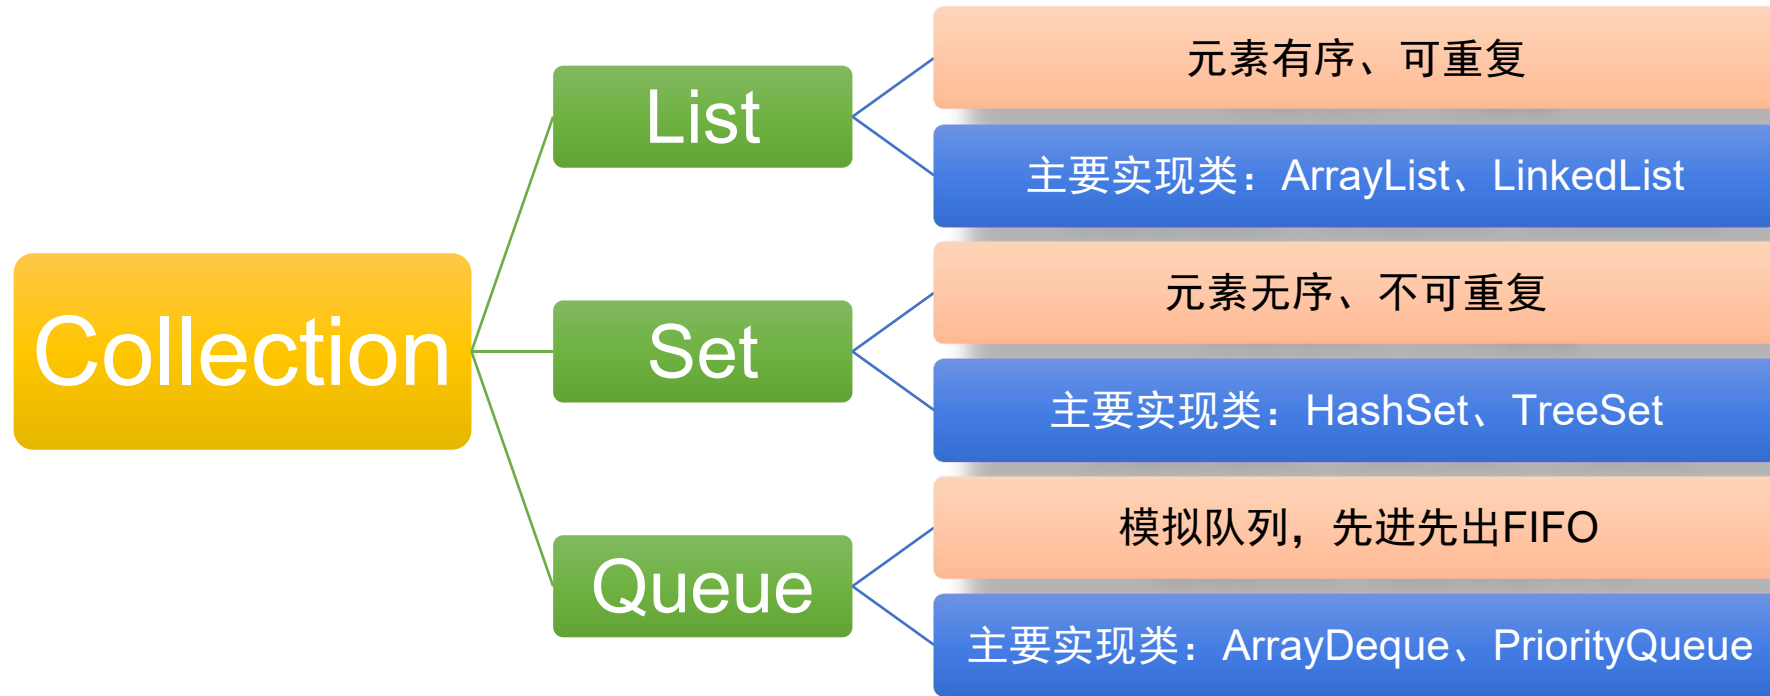 Collection
List
元素有序、可重复
主要实现类：ArrayList、LinkedList
Set
元素无序、不可重复
主要实现类：HashSet、TreeSet
Queue
模拟队列，先进先出FIFO
主要实现类：ArrayDeque、PriorityQueue